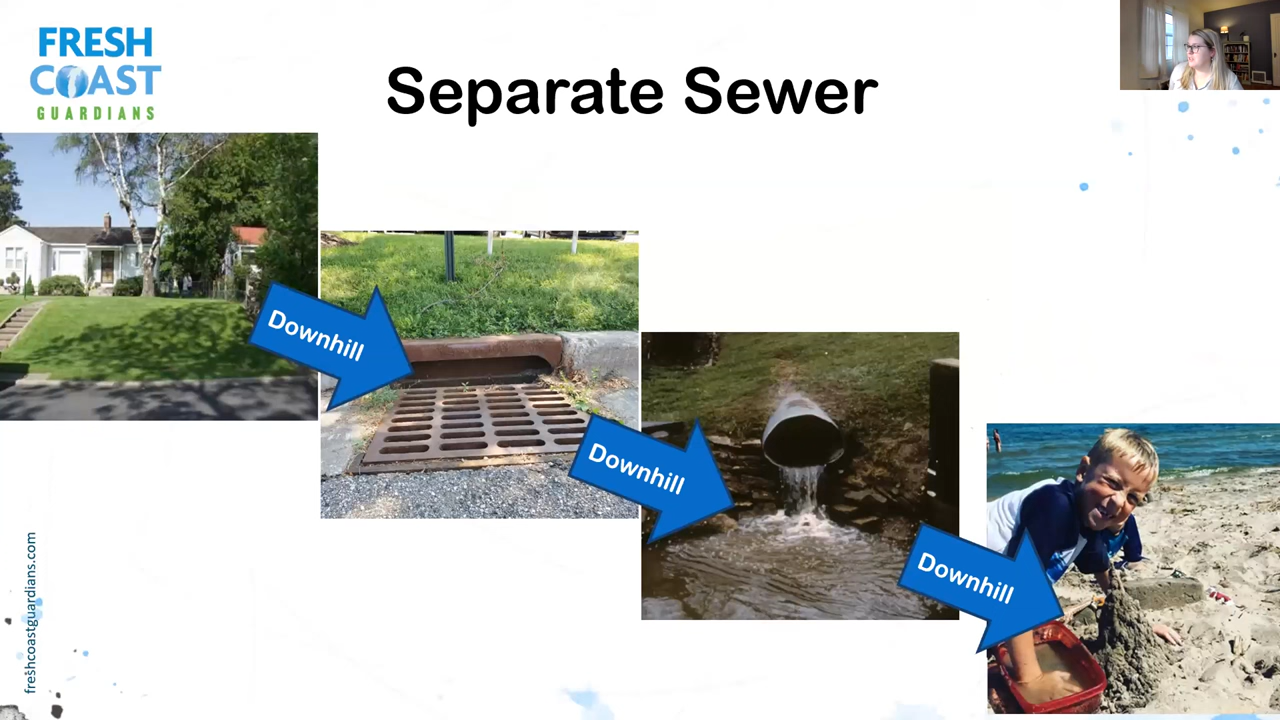 FRESH
COAST
GUARDIANS
Separate Sewer
Downhill
Downhill
Downhill
freshcoastguardians.com